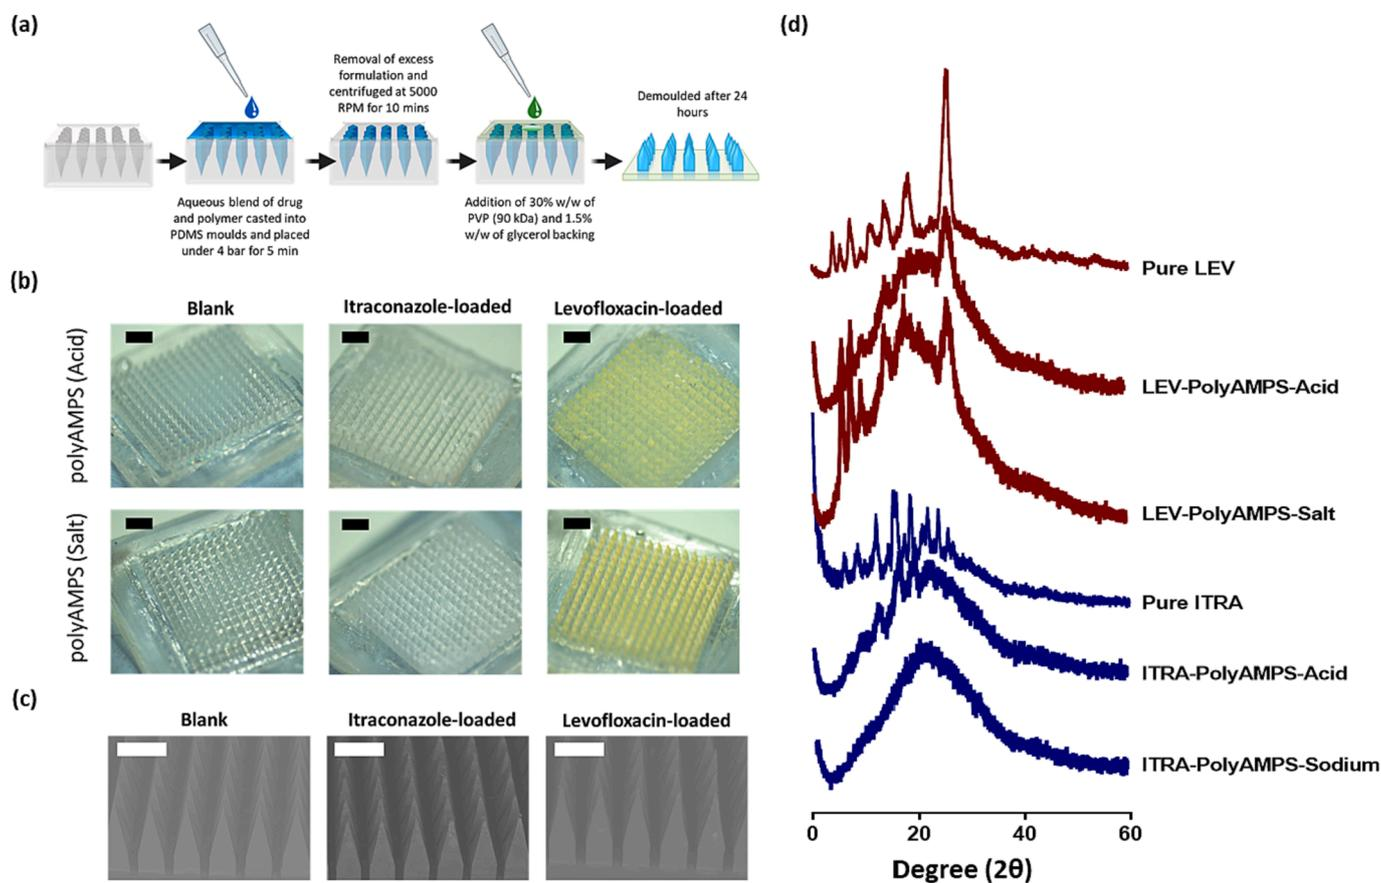 (a)
Removal of excess
formulation and
centrifuged at 5000
RPM for 10 mins
Demoulded after 24
hours
Aqueous blend of drug
and polymer casted into
PDMS moulds and placed
under 4 bar for 5 min
Addition of 30% w/w of
PVP (90 kDa) and 1.5%
w/w of glycerol backing
(b)
Blank
Itraconazole-loaded
Levofloxacin-loaded
polyAMPS (Acid)
polyAMPS (Salt)
(c)
Blank
Itraconazole-loaded
Levofloxacin-loaded
(d)
Pure LEV
LEV-PolyAMPS-Acid
LEV-PolyAMPS-Salt
Pure ITRA
ITRA-PolyAMPS-Acid
ITRA-PolyAMPS-Sodium
0 20 40 60
Degree (2θ)